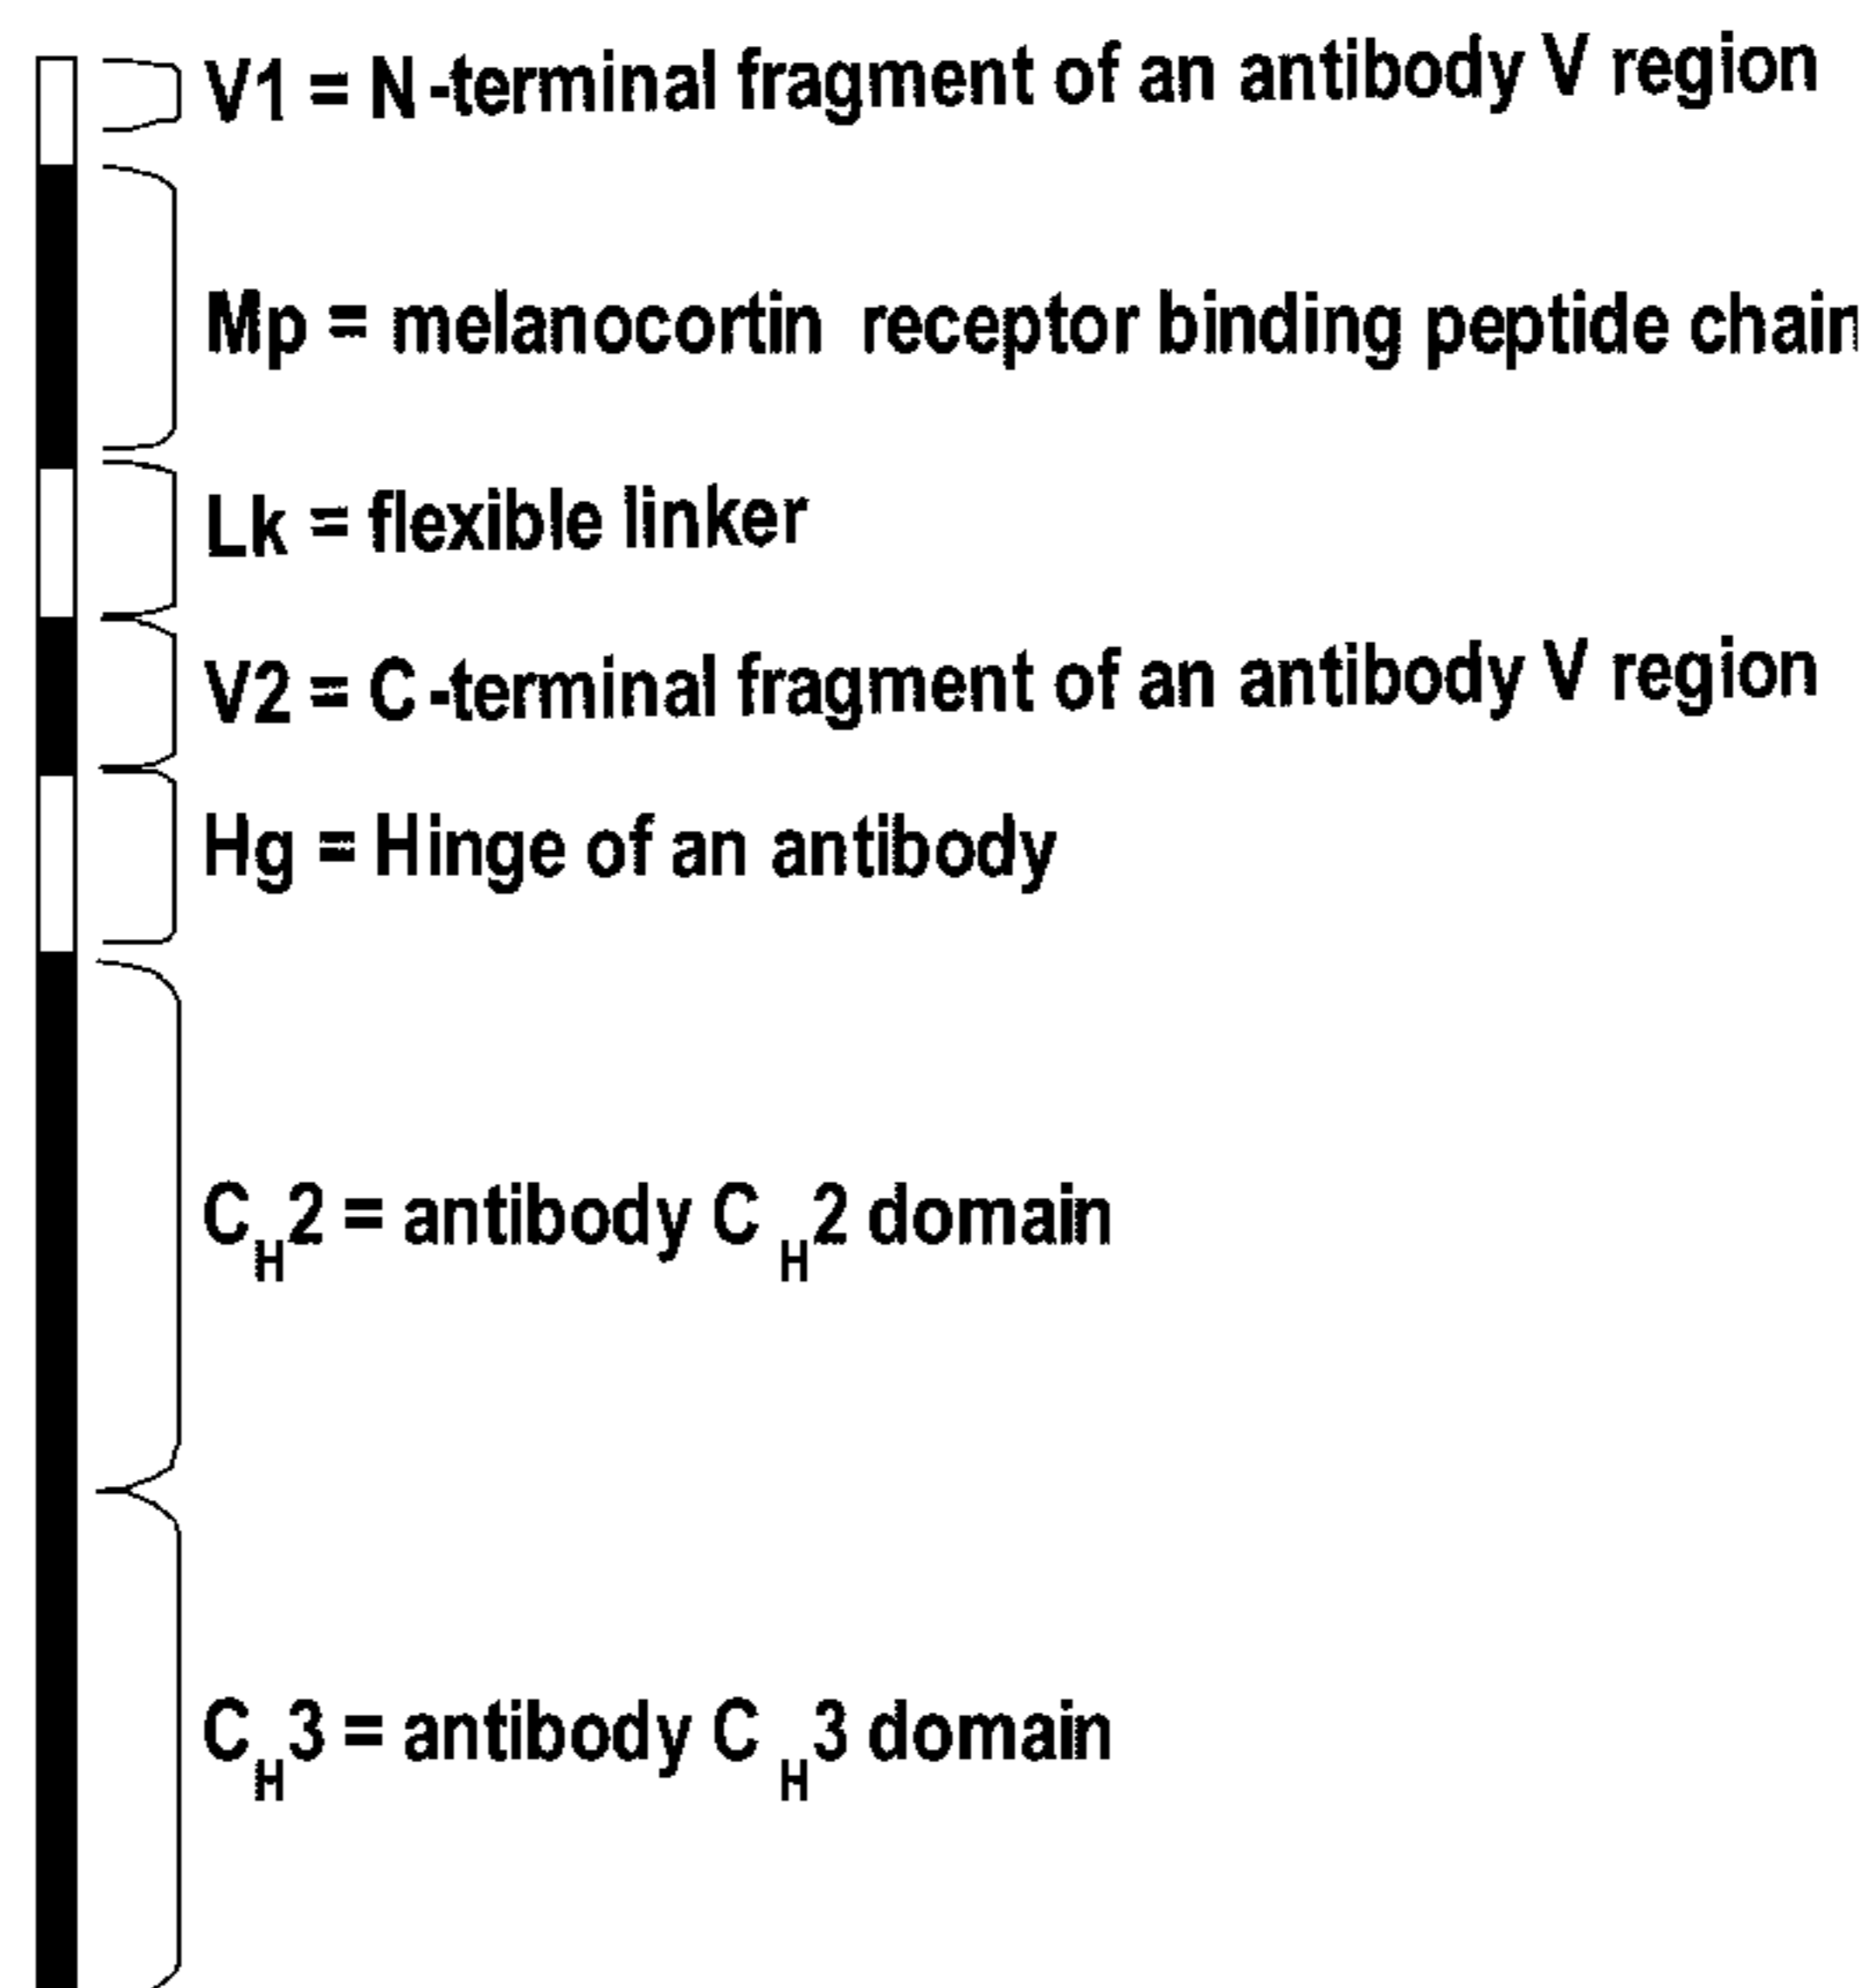 V1 = N-terminal fragment of an antibody V region
Mp = melanocortin receptor binding peptide chain
Lk = flexible linker
V2 = C-terminal fragment of an antibody V region
Hg = Hinge of an antibody
CH2 = antibody CH2 domain
CH3 = antibody CH3 domain